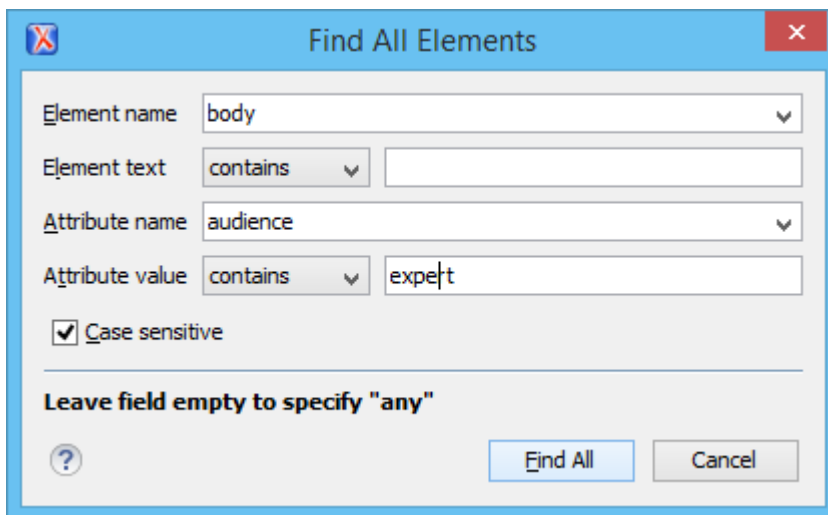 Find All Elements
Element name body
Element text contains
Attribute name audience
Attribute value contains expert
Case sensitive
Leave field empty to specify "any"
? Find All Cancel